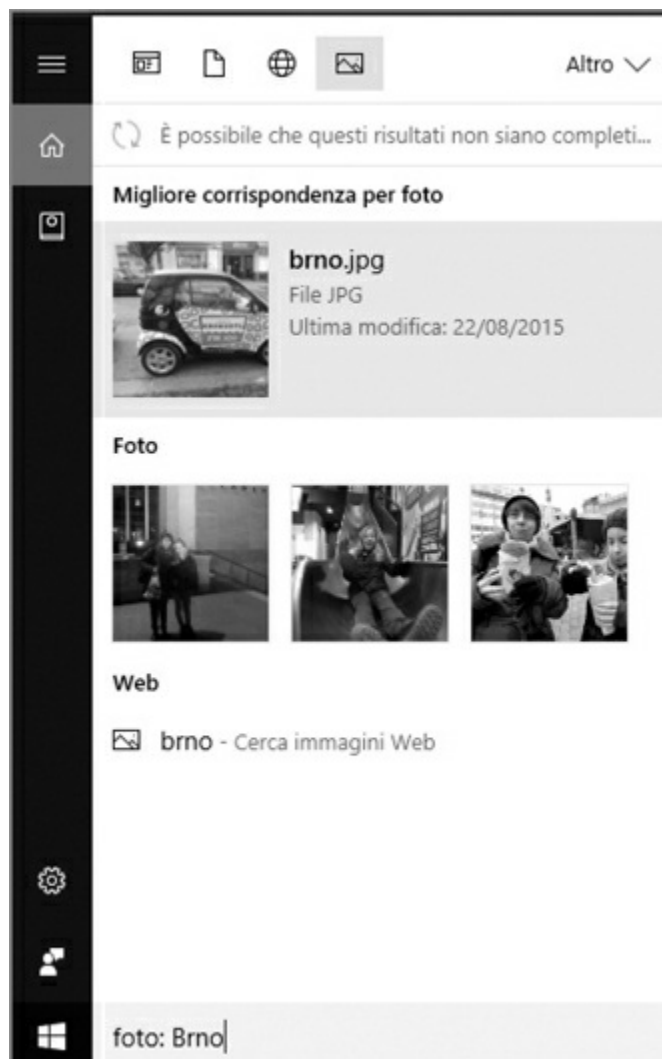 Altro
È possibile che questi risultati non siano completi...
Migliore corrispondenza per foto
brno.jpg
File JPG
Ultima modifica: 22/08/2015
Foto
Web
brno - Cerca immagini Web
foto: Brno